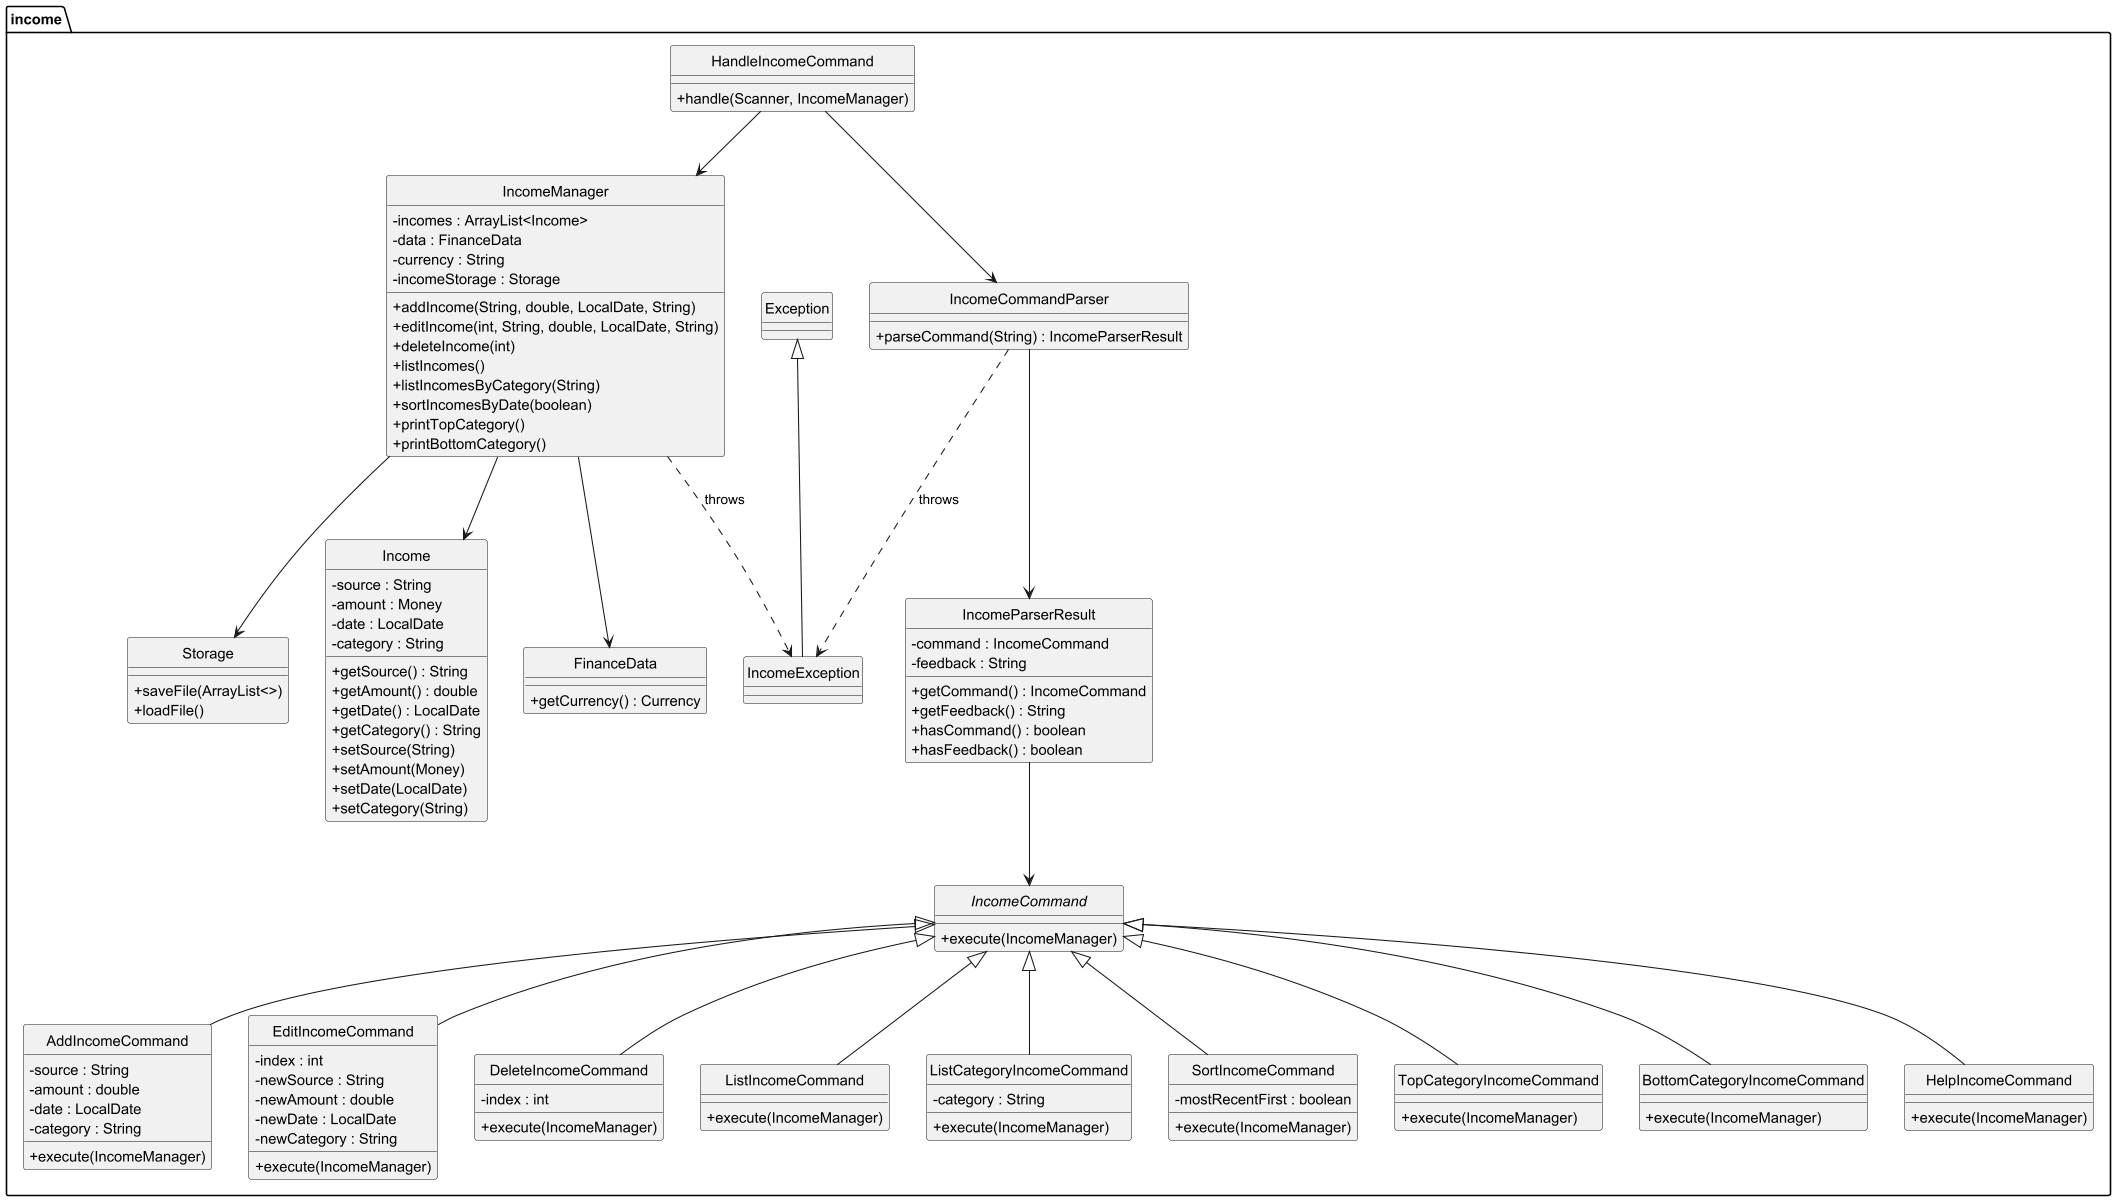 income
HandleIncomeCommand
+handle(Scanner, IncomeManager)
IncomeManager
-incomes : ArrayList<Income>
-data : FinanceData
-currency : String
-incomeStorage : Storage
+addIncome(String, double, LocalDate, String)
+editIncome(int, String, double, LocalDate, String)
+deleteIncome(int)
+listIncomes()
+listIncomesByCategory(String)
+sortIncomesByDate(boolean)
+printTopCategory()
+printBottomCategory()
Exception
IncomeCommandParser
+parseCommand(String) : IncomeParserResult
throws
throws
Storage
+saveFile(ArrayList<>)
+loadFile()
Income
-source : String
-amount : Money
-date : LocalDate
-category : String
+getSource() : String
+getAmount() : double
+getDate() : LocalDate
+getCategory() : String
+setSource(String)
+setAmount(Money)
+setDate(LocalDate)
+setCategory(String)
FinanceData
+getCurrency() : Currency
IncomeException
IncomeParserResult
-command : IncomeCommand
-feedback : String
+getCommand() : IncomeCommand
+getFeedback() : String
+hasCommand() : boolean
+hasFeedback() : boolean
IncomeCommand
+execute(IncomeManager)
AddIncomeCommand
-source : String
-amount : double
-date : LocalDate
-category : String
+execute(IncomeManager)
EditIncomeCommand
-index : int
-newSource : String
-newAmount : double
-newDate : LocalDate
-newCategory : String
+execute(IncomeManager)
DeleteIncomeCommand
-index : int
+execute(IncomeManager)
ListIncomeCommand
+execute(IncomeManager)
ListCategoryIncomeCommand
-category : String
+execute(IncomeManager)
SortIncomeCommand
-mostRecentFirst : boolean
+execute(IncomeManager)
TopCategoryIncomeCommand
+execute(IncomeManager)
BottomCategoryIncomeCommand
+execute(IncomeManager)
HelpIncomeCommand
+execute(IncomeManager)